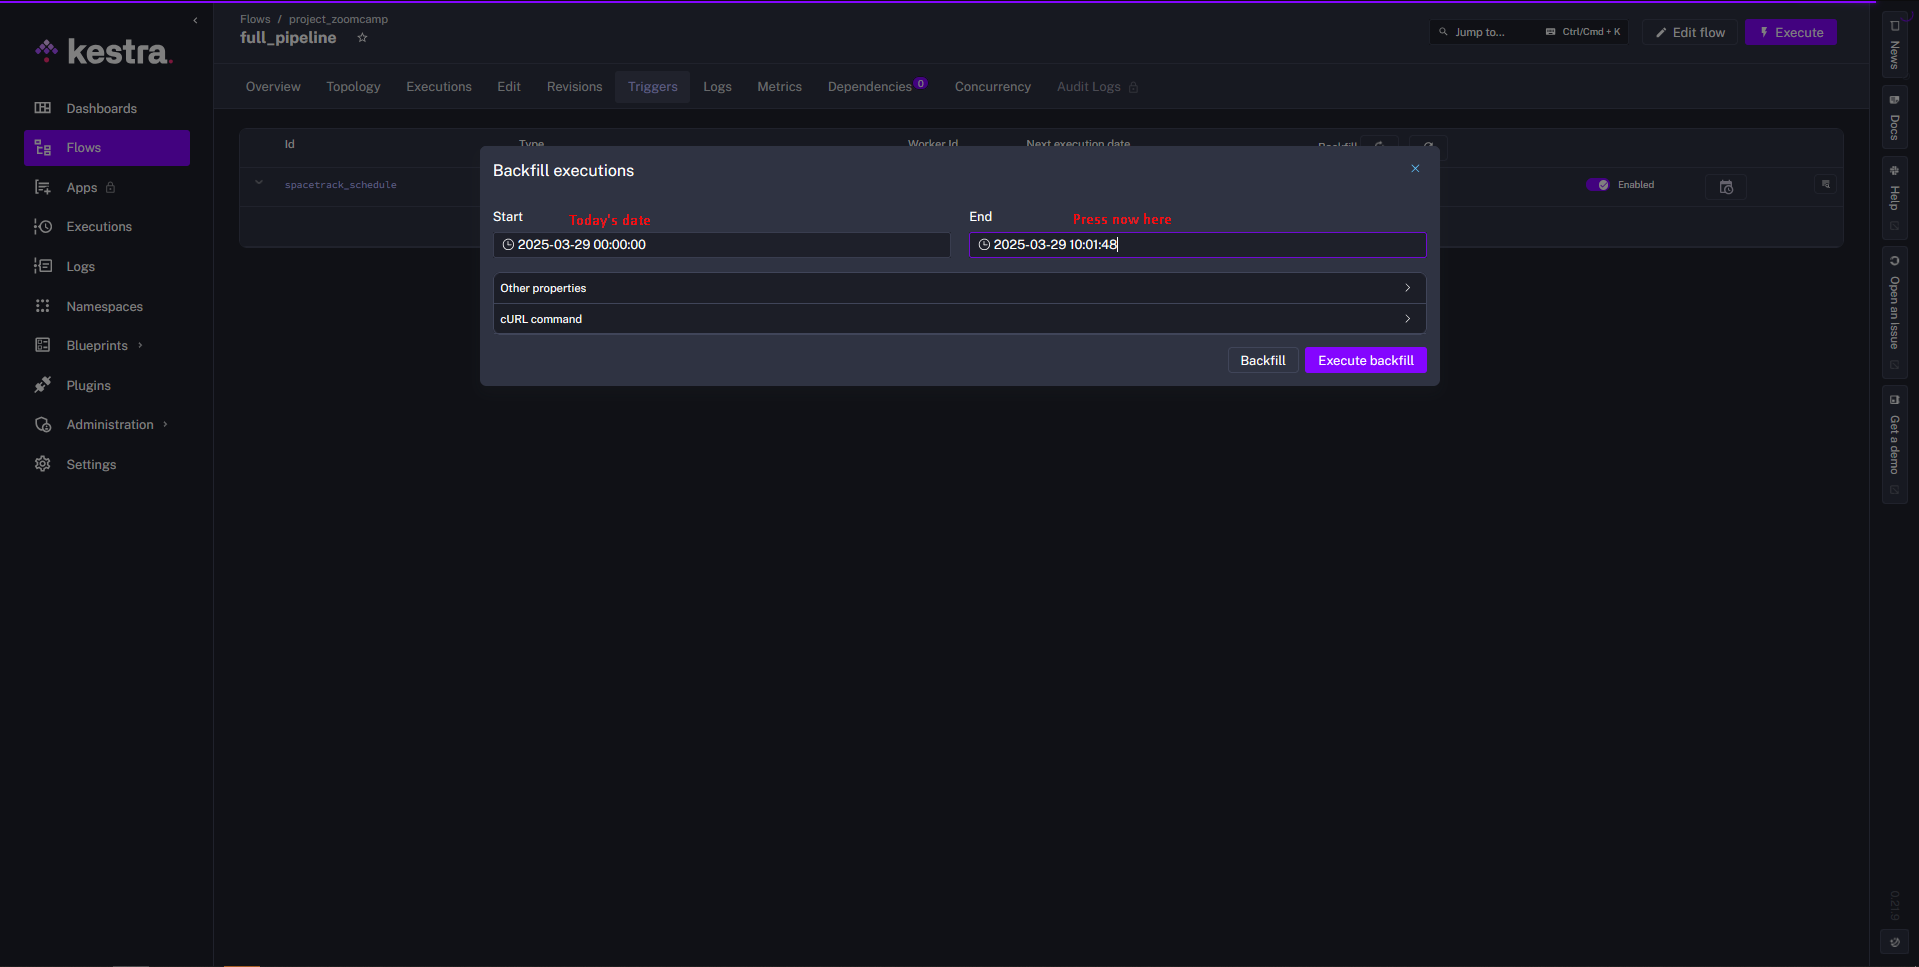 kestra.
Dashboards
Flows
Apps
Executions
Logs
Namespaces
Blueprints
Plugins
Administration
Settings
Flows / project_zoomcamp
full_pipeline
Jump to...
Ctrl/Cmd + K
Edit flow
Execute
Overview
Topology
Executions
Edit
Revisions
Triggers
Logs
Metrics
Dependencies 0
Concurrency
Audit Logs
Id
Type
Worker Id
Next execution date
Backfill
spacetrack_schedule
Enabled
Backfill executions
Start
Today's date
End
Press now here
2025-03-29 00:00:00
2025-03-29 10:01:48
Other properties
cURL command
Backfill
Execute backfill
News
Docs
Help
Open an Issue
Get a demo
0.21.9